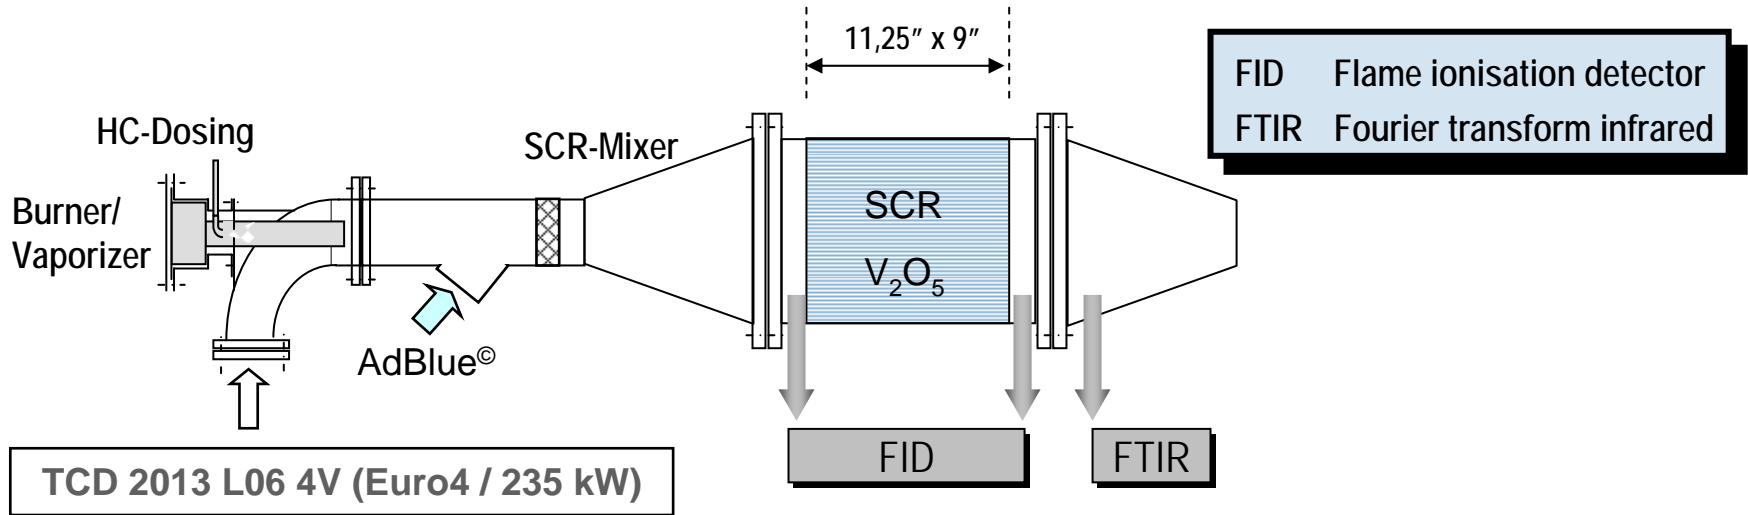 11,25” x 9”
FID Flame ionisation detector
FTIR Fourier transform infrared
HC-Dosing
SCR-Mixer
Burner/
Vaporizer
SCR
V₂O₅
AdBlue©
FID
FTIR
TCD 2013 L06 4V (Euro4 / 235 kW)